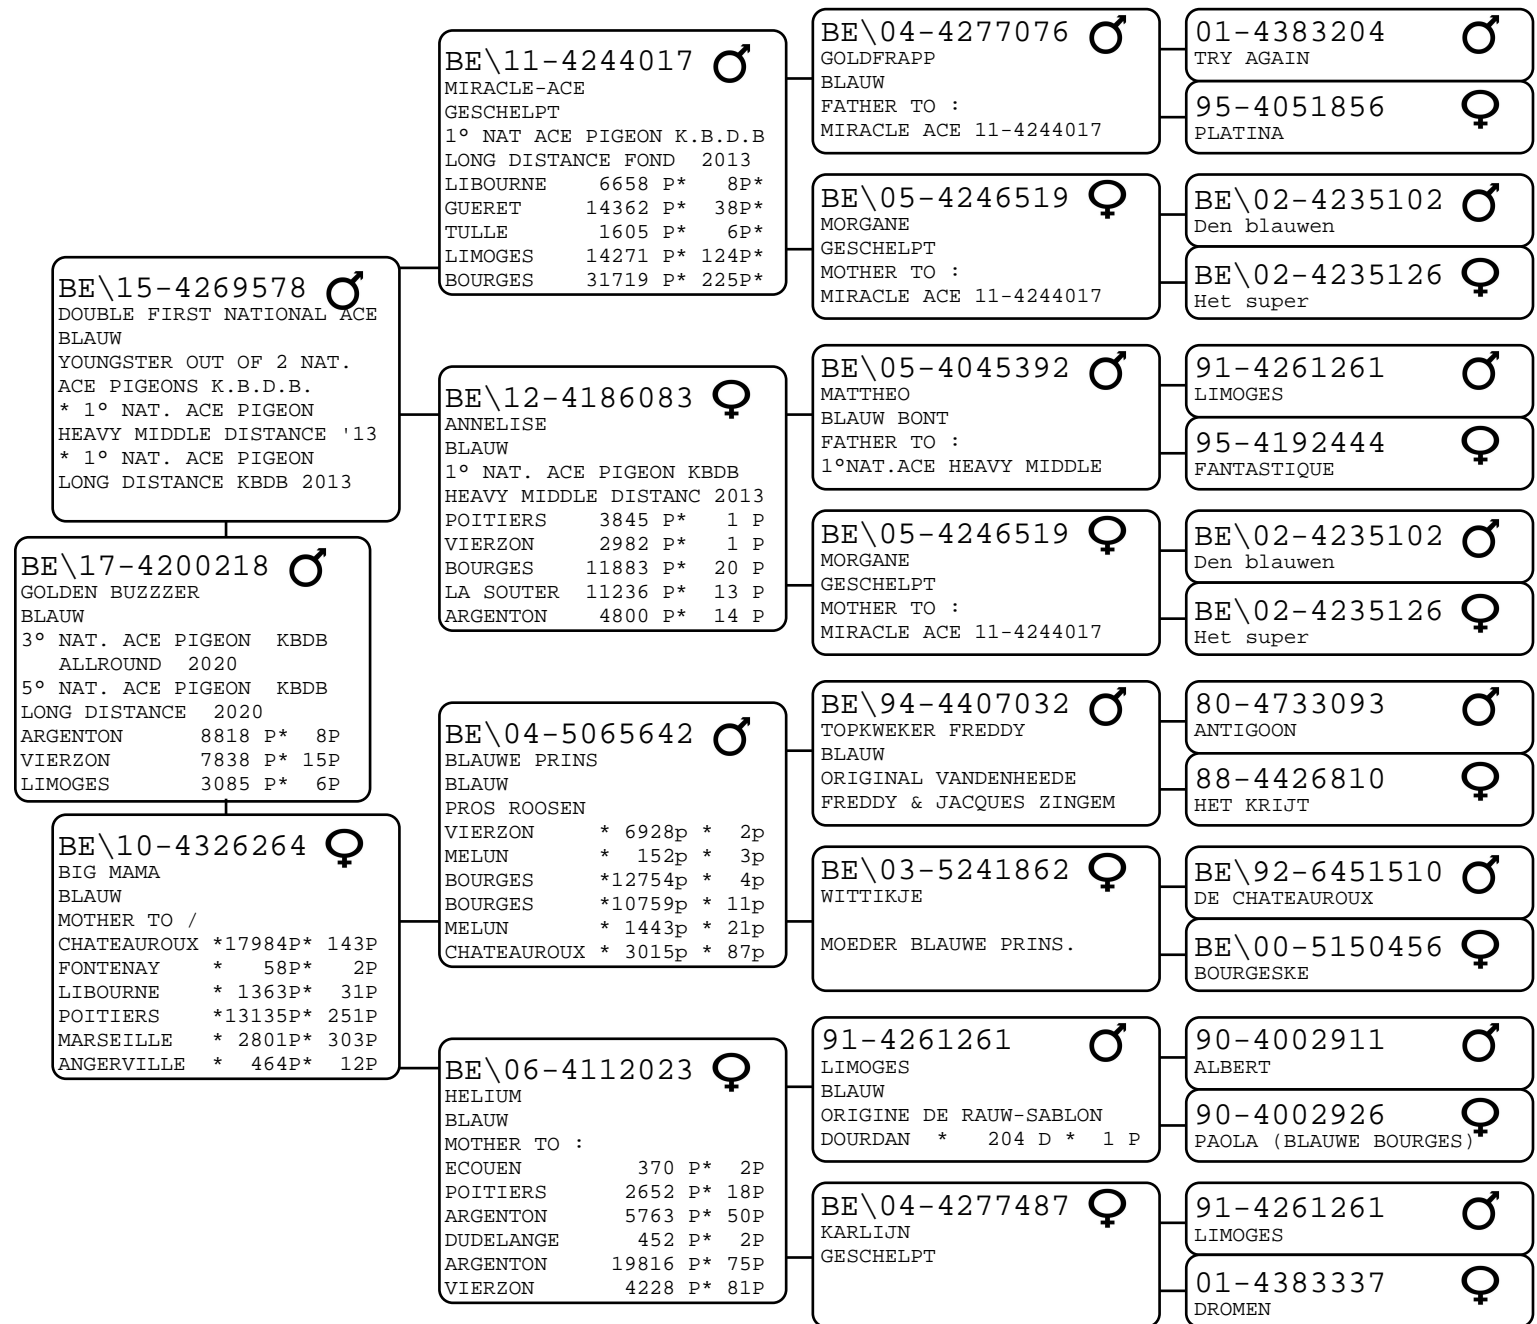 BE\17-4200218 ♂
GOLDEN BUZZZER
BLAUW
3° NAT. ACE PIGEON  KBDB
ALLROUND  2020
5° NAT. ACE PIGEON  KBDB
LONG DISTANCE  2020
ARGENTON      8818 P*  8P
VIERZON       7838 P* 15P
LIMOGES       3085 P*  6P
BE\15-4269578 ♂
DOUBLE FIRST NATIONAL ACE
BLAUW
YOUNGSTER OUT OF 2 NAT.
ACE PIGEONS K.B.D.B.
* 1° NAT. ACE PIGEON
HEAVY MIDDLE DISTANCE '13
* 1° NAT. ACE PIGEON
LONG DISTANCE KBDB 2013
BE\10-4326264 ♀
BIG MAMA
BLAUW
MOTHER TO /
CHATEAUROUX *17984P* 143P
FONTENAY    *   58P*   2P
LIBOURNE    * 1363P*  31P
POITIERS    *13135P* 251P
MARSEILLE   * 2801P* 303P
ANGERVILLE  *  464P*  12P
BE\11-4244017 ♂
MIRACLE-ACE
GESCHELPT
1° NAT ACE PIGEON K.B.D.B
LONG DISTANCE FOND  2013
LIBOURNE    6658 P*   8P*
GUERET     14362 P*  38P*
TULLE       1605 P*   6P*
LIMOGES    14271 P* 124P*
BOURGES    31719 P* 225P*
BE\12-4186083 ♀
ANNELISE
BLAUW
1° NAT. ACE PIGEON KBDB
HEAVY MIDDLE DISTANC 2013
POITIERS    3845 P*   1 P
VIERZON     2982 P*   1 P
BOURGES    11883 P*  20 P
LA SOUTER  11236 P*  13 P
ARGENTON    4800 P*  14 P
BE\04-5065642 ♂
BLAUWE PRINS
BLAUW
PROS ROOSEN
VIERZON     * 6928p *  2p
MELUN       *  152p *  3p
BOURGES     *12754p *  4p
BOURGES     *10759p * 11p
MELUN       * 1443p * 21p
CHATEAUROUX * 3015p * 87p
BE\06-4112023 ♀
HELIUM
BLAUW
MOTHER TO :
ECOUEN          370 P*  2P
POITIERS       2652 P* 18P
ARGENTON       5763 P* 50P
DUDELANGE       452 P*  2P
ARGENTON      19816 P* 75P
VIERZON        4228 P* 81P
BE\04-4277076 ♂
GOLDFRAPP
BLAUW
FATHER TO :
MIRACLE ACE 11-4244017
BE\05-4246519 ♀
MORGANE
GESCHELPT
MOTHER TO :
MIRACLE ACE 11-4244017
BE\05-4045392 ♂
MATTHEO
BLAUW BONT
FATHER TO :
1°NAT.ACE HEAVY MIDDLE
BE\05-4246519 ♀
MORGANE
GESCHELPT
MOTHER TO :
MIRACLE ACE 11-4244017
BE\94-4407032 ♂
TOPKWEKER FREDDY
BLAUW
ORIGINAL VANDENHEEDE
FREDDY & JACQUES ZINGEM
BE\03-5241862 ♀
WITTIKJE
MOEDER BLAUWE PRINS.
91-4261261 ♂
LIMOGES
BLAUW
ORIGINE DE RAUW-SABLON
DOURDAN  *   204 D *  1 P
BE\04-4277487 ♀
KARLIJN
GESCHELPT
01-4383204 ♂
TRY AGAIN
95-4051856 ♀
PLATINA
BE\02-4235102 ♂
Den blauwen
BE\02-4235126 ♀
Het super
91-4261261 ♂
LIMOGES
95-4192444 ♀
FANTASTIQUE
BE\02-4235102 ♂
Den blauwen
BE\02-4235126 ♀
Het super
80-4733093 ♂
ANTIGOON
88-4426810 ♀
HET KRIJT
BE\92-6451510 ♂
DE CHATEAUROUX
BE\00-5150456 ♀
BOURGESKE
90-4002911 ♂
ALBERT
90-4002926 ♀
PAOLA (BLAUWE BOURGES)
91-4261261 ♂
LIMOGES
01-4383337 ♀
DROMEN